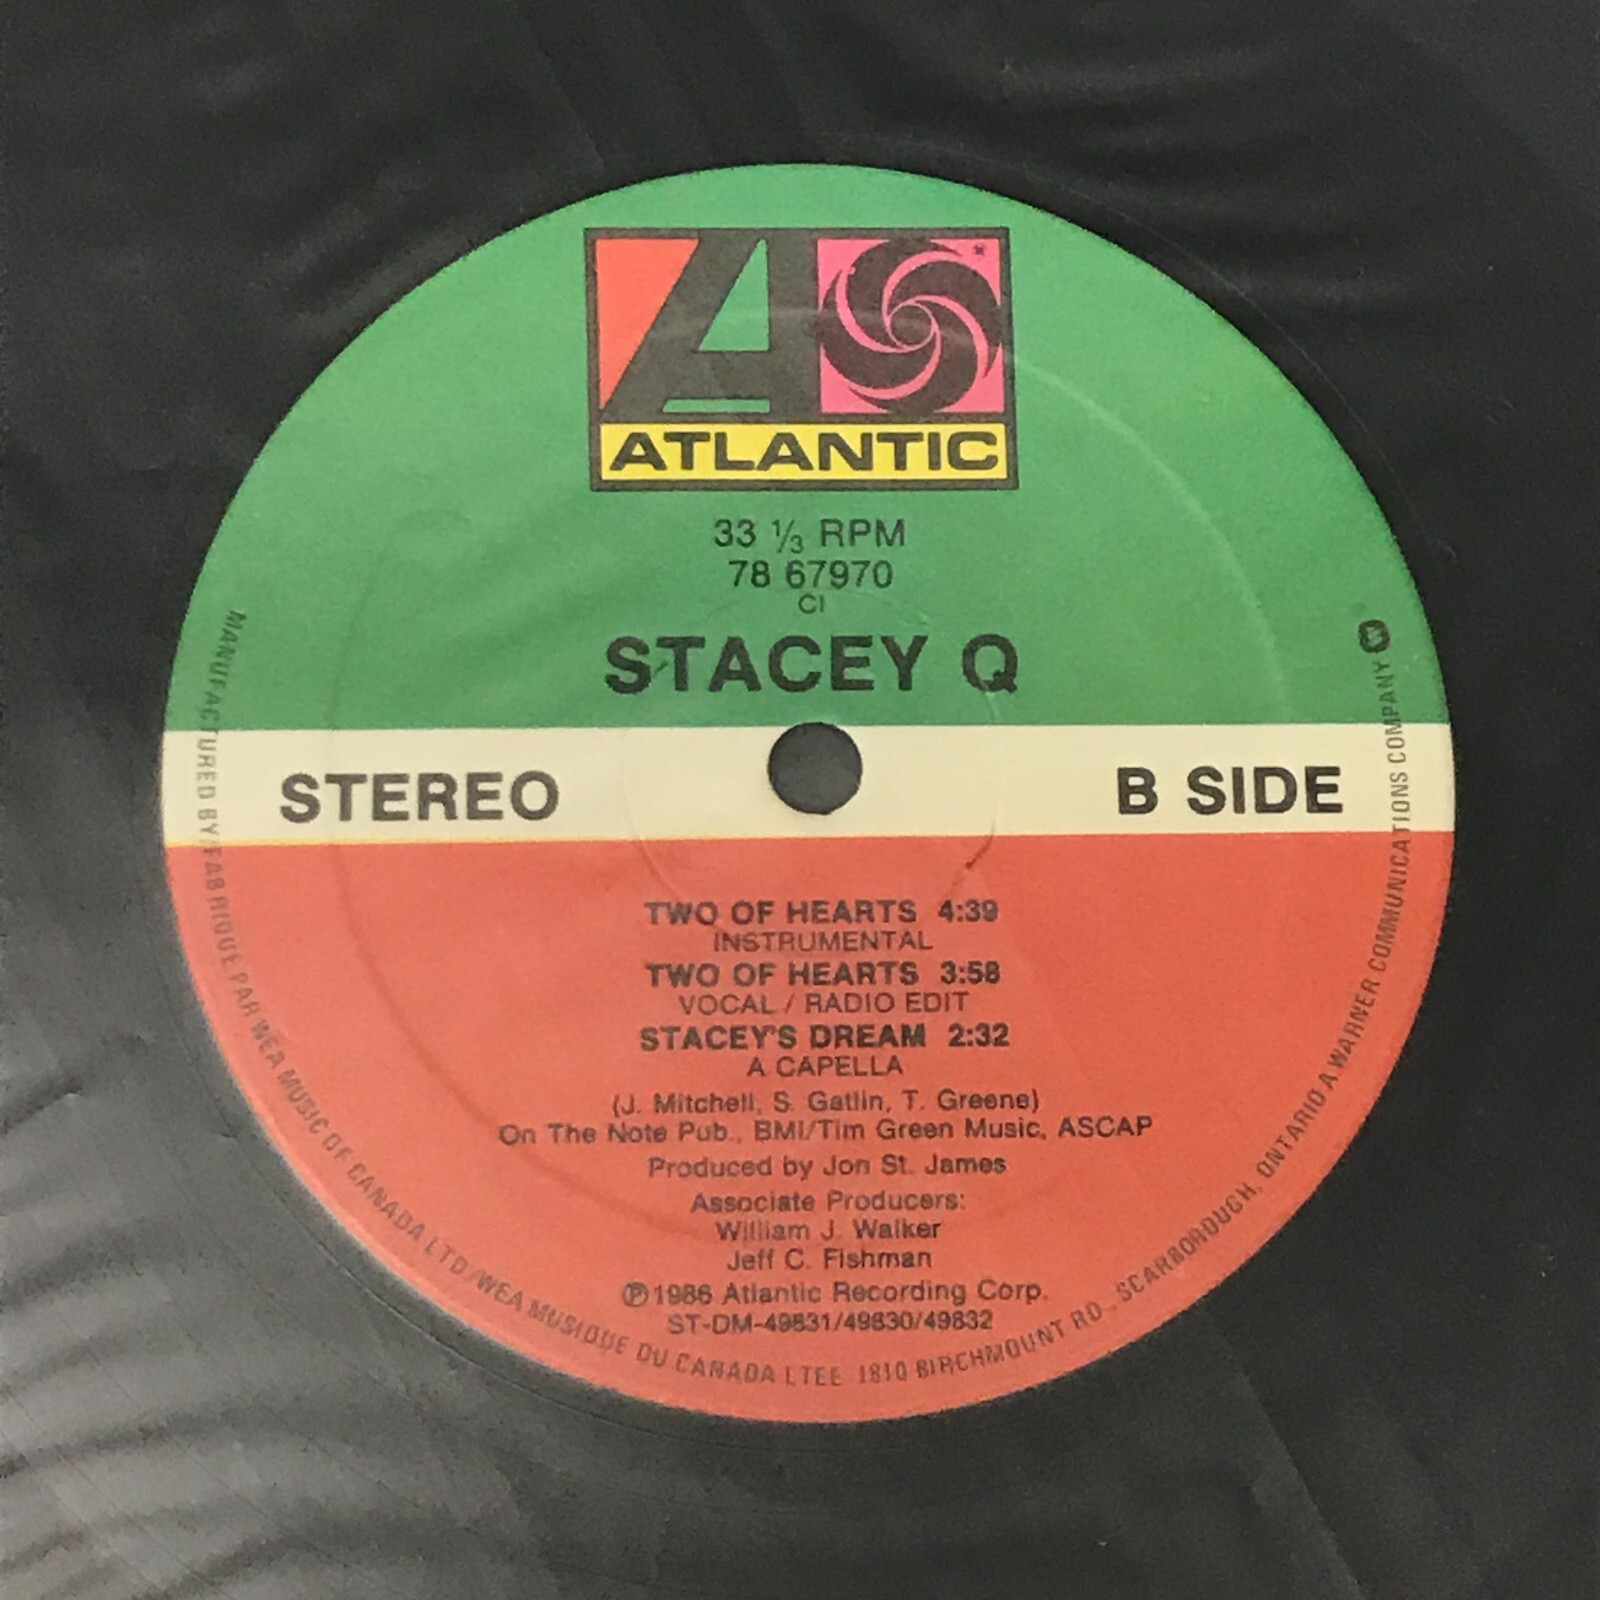 ATLANTIC
33 ⅓ RPM
78 67970
CI
STACEY Q
STEREO
B SIDE
TWO OF HEARTS 4:39
INSTRUMENTAL
TWO OF HEARTS 3:58
VOCAL / RADIO EDIT
STACEY'S DREAM 2:32
A CAPELLA
(J. Mitchell, S. Gatlin, T. Greene)
On The Note Pub., BMI/Tim Green Music, ASCAP
Produced by Jon St. James
Associate Producers:
William J. Walker
Jeff C. Fishman
℗1986 Atlantic Recording Corp.
ST-DM-49831/49830/49832
MANUFACTURED BY/FABRIQUE PAR WEA MUSIC OF CANADA LTD/WEA MUSIQUE DU CANADA LTEE 1810 BIRCHMOUNT RD., SCARBOROUGH, ONTARIO A WARNER COMMUNICATIONS COMPANY